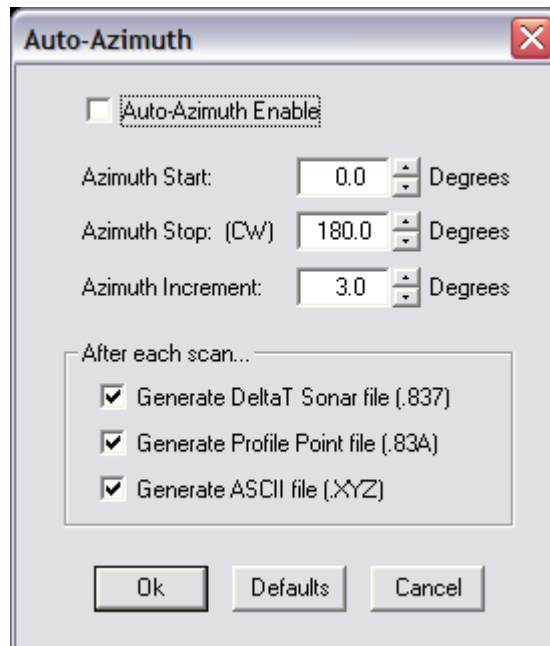 Auto-Azimuth
Auto-Azimuth Enable
Azimuth Start: 0.0 Degrees
Azimuth Stop: (CW) 180.0 Degrees
Azimuth Increment: 3.0 Degrees
After each scan...
Generate DeltaT Sonar file (.837)
Generate Profile Point file (.83A)
Generate ASCII file (.XYZ)
Ok Defaults Cancel